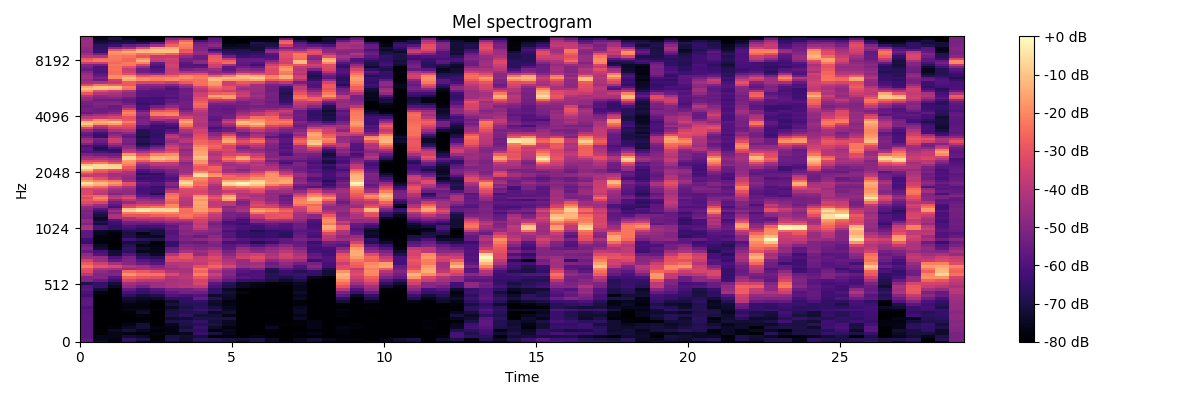 Mel spectrogram
8192
4096
2048
1024
512
0
Hz
0 5 10 15 20 25
Time
+0 dB
-10 dB
-20 dB
-30 dB
-40 dB
-50 dB
-60 dB
-70 dB
-80 dB